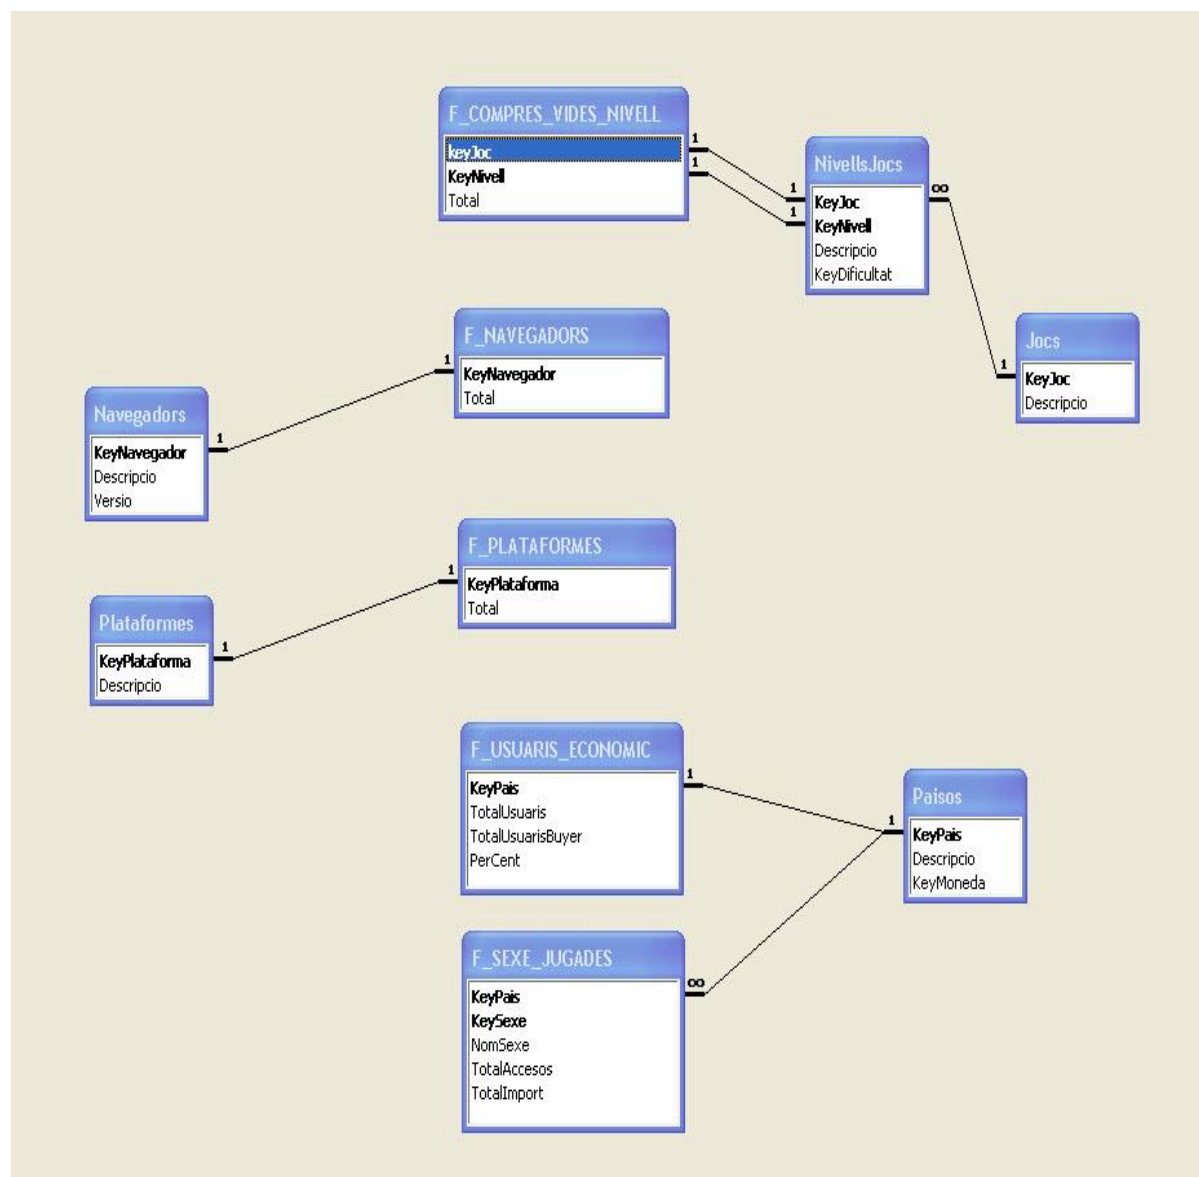 F_COMPRES_VIDES_NIVELL
keyJoc
KeyNivell
Total
1
1
1
1
NivellsJocs
KeyJoc
KeyNivell
Descripcio
KeyDificultat
∞
1
Jocs
KeyJoc
Descripcio
F_NAVEGADORS
KeyNavegador
Total
1
Navegadors
KeyNavegador
Descripcio
Versio
1
F_PLATAFORMES
KeyPlataforma
Total
1
Plataformes
KeyPlataforma
Descripcio
1
F_USUARIS_ECONOMIC
KeyPais
TotalUsuaris
TotalUsuarisBuyer
PerCent
1
1
Paisos
KeyPais
Descripcio
KeyMoneda
F_SEXE_JUGADES
KeyPais
KeySexe
NomSexe
TotalAccesos
TotalImport
∞